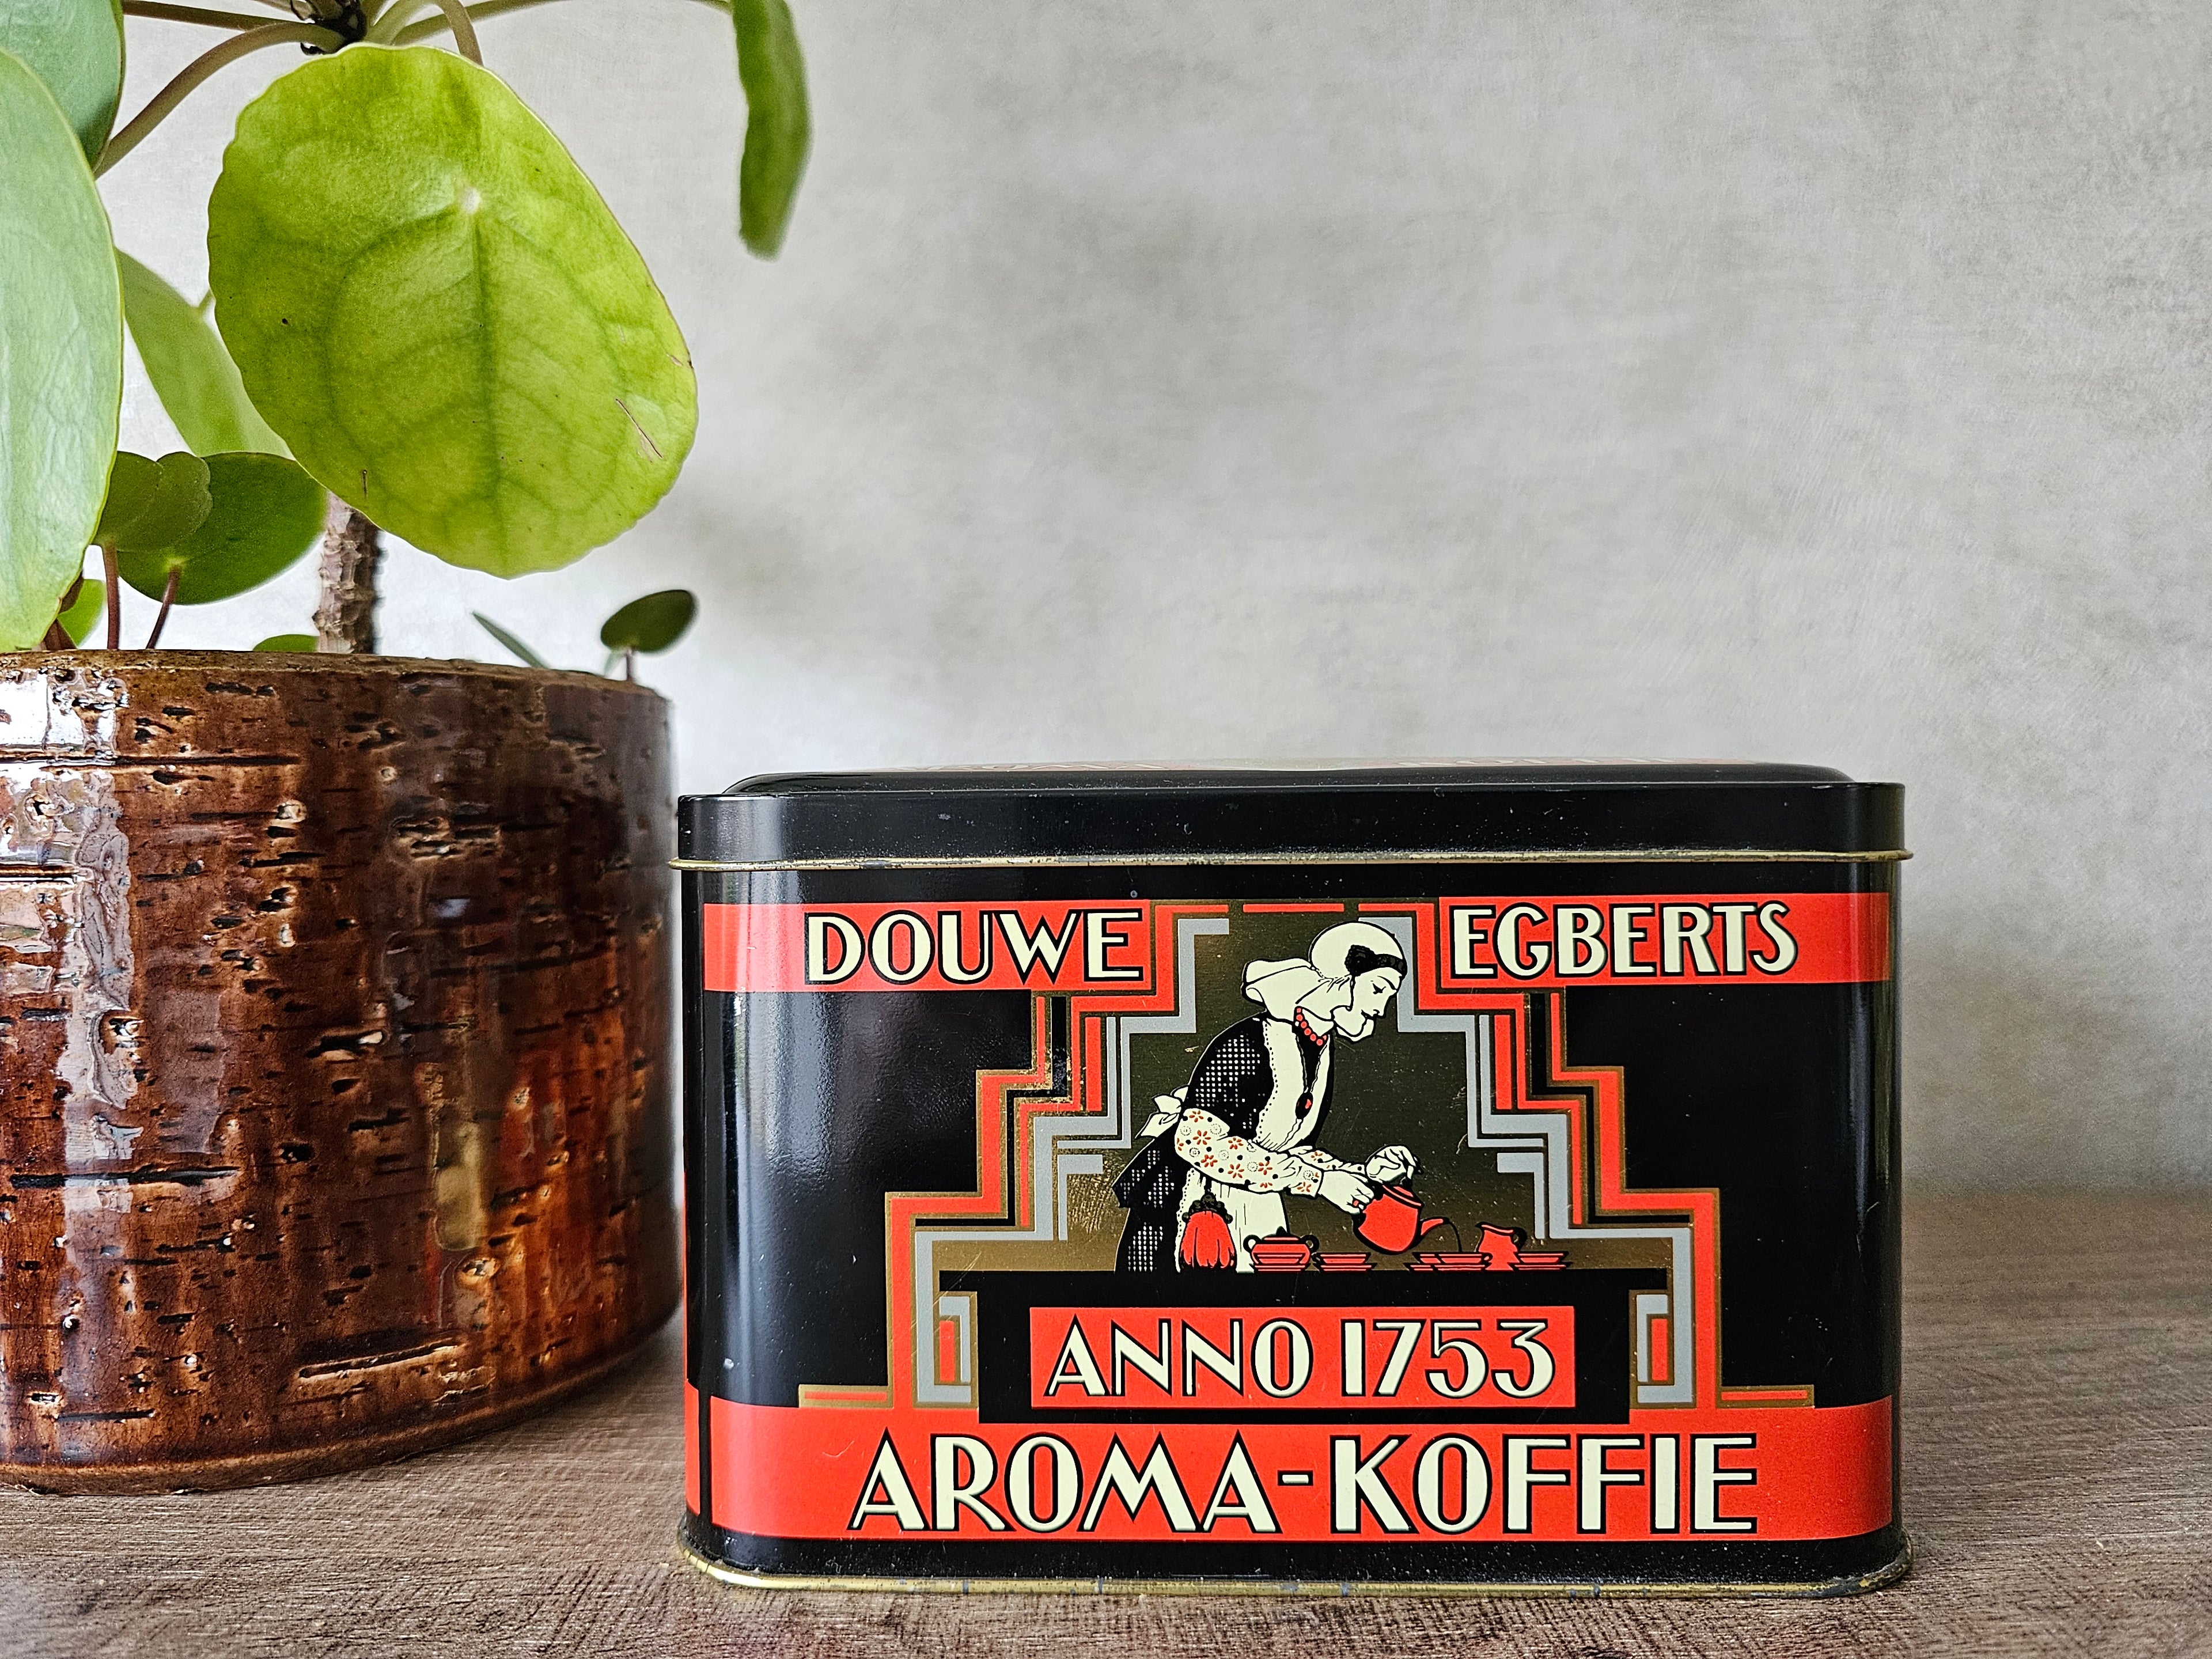 DOUWE EGBERTS
ANNO 1753
AROMA-KOFFIE